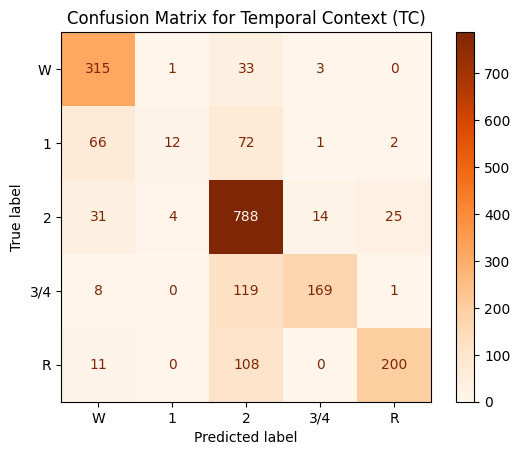 Confusion Matrix for Temporal Context (TC)
W 315 1 33 3 0
1 66 12 72 1 2
2 31 4 788 14 25
3/4 8 0 119 169 1
R 11 0 108 0 200
W 1 2 3/4 R
Predicted label
True label
700
600
500
400
300
200
100
0